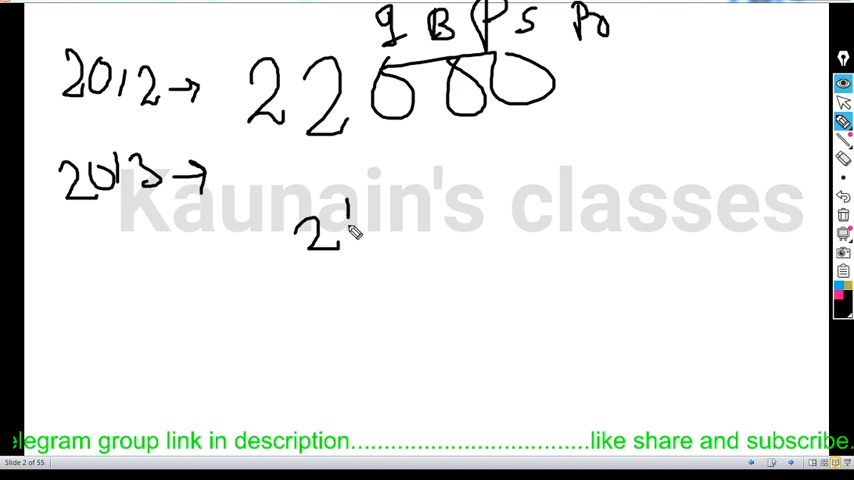 IBPS Po
2012 → 22000
2013 →
Kaunain's classes
21
elegram group link in description.....................................like share and subscribe.
Slide 2 of 55